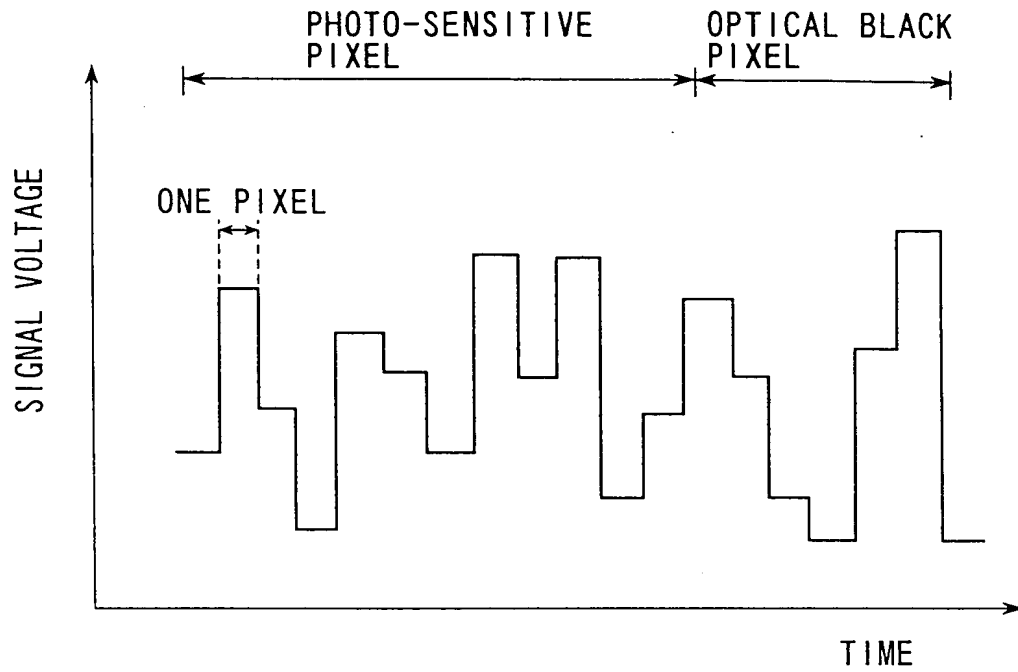 PHOTO-SENSITIVE
PIXEL
OPTICAL BLACK
PIXEL
SIGNAL VOLTAGE
ONE PIXEL
TIME